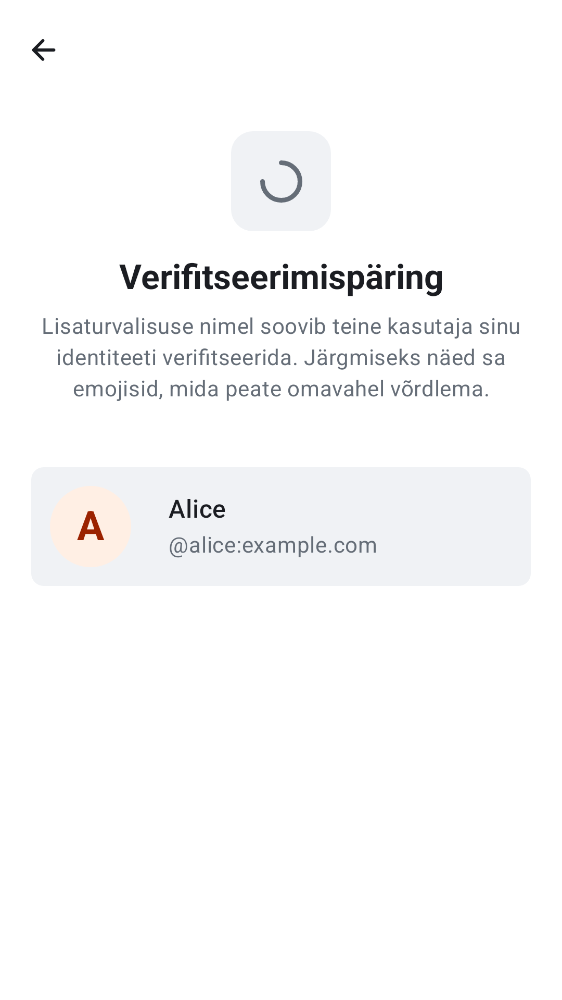 Verifitseerimispäring
Lisaturvalisuse nimel soovib teine kasutaja sinu
identiteeti verifitseerida. Järgmiseks näed sa
emojisid, mida peate omavahel võrdlema.
A
Alice
@alice:example.com